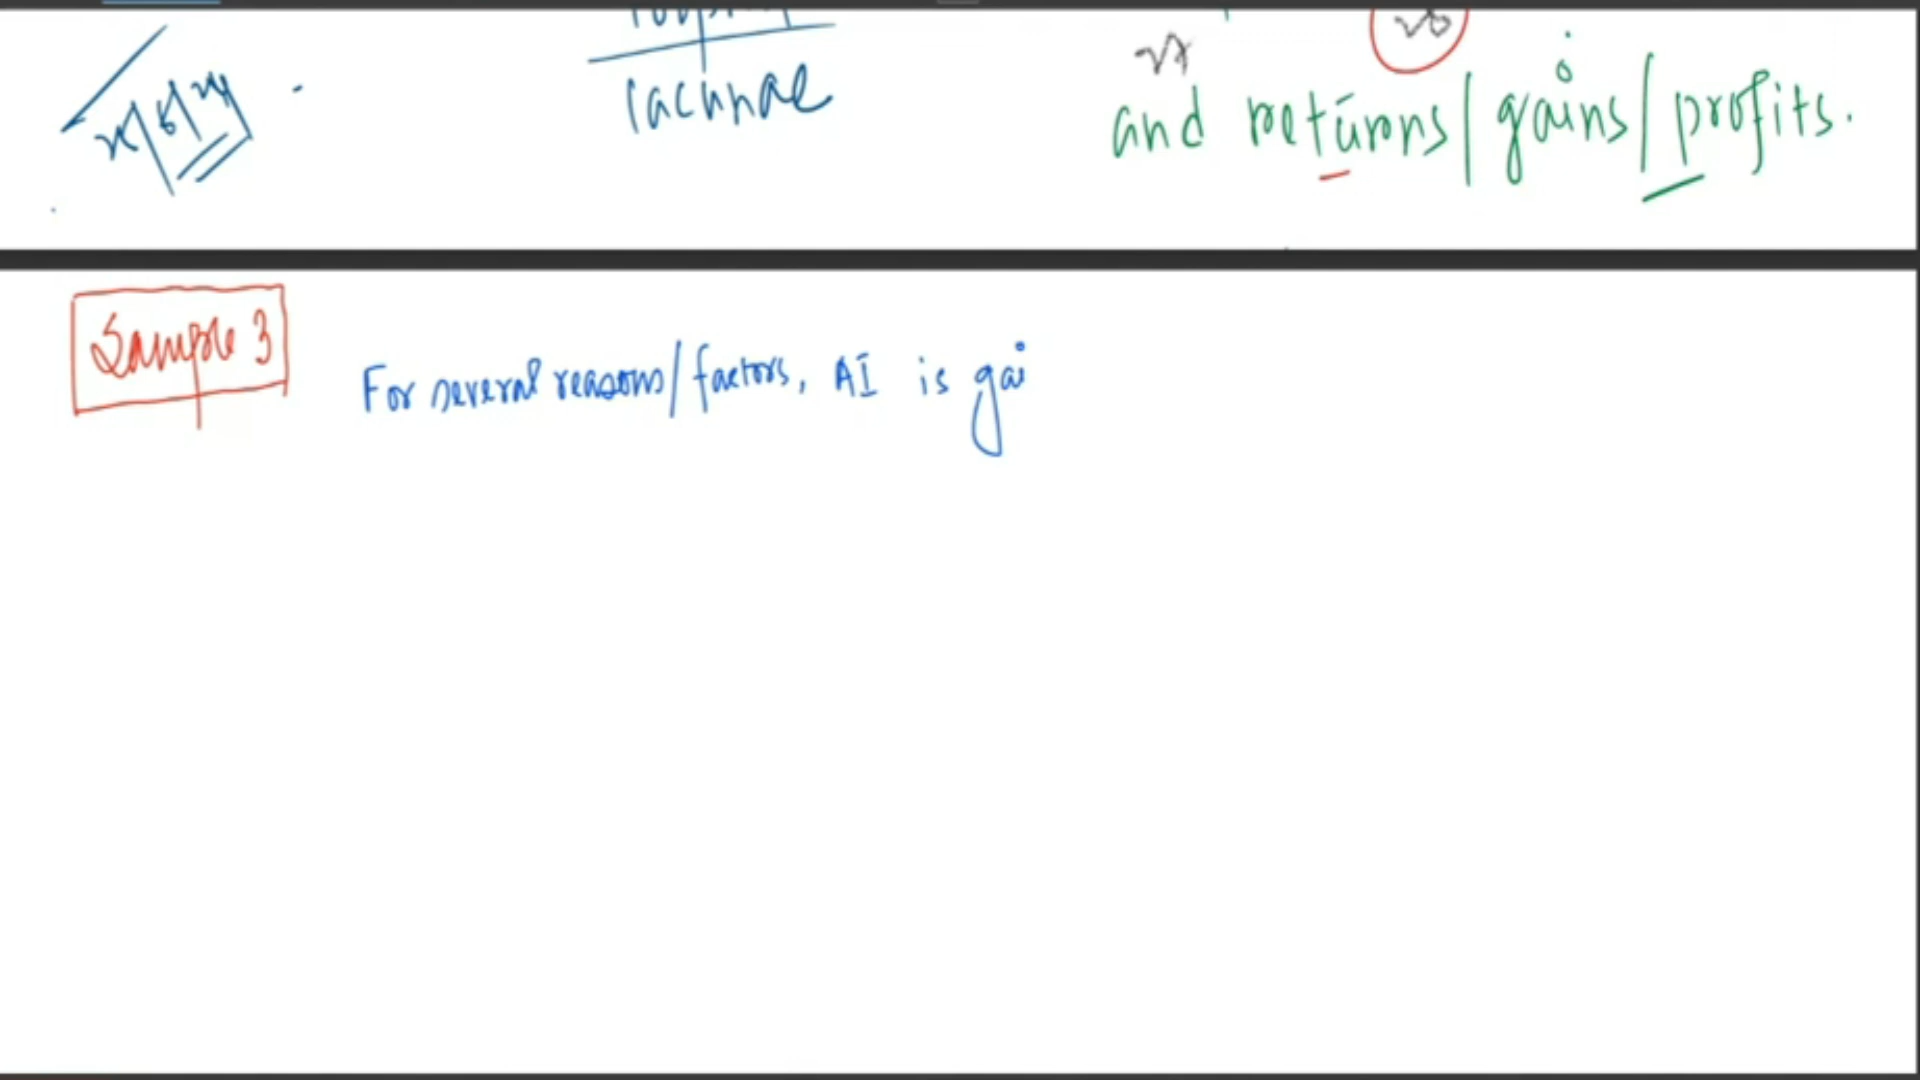 lacunae
and returns/gains/profits.
Sample 3
For several reasons/factors, AI is gai